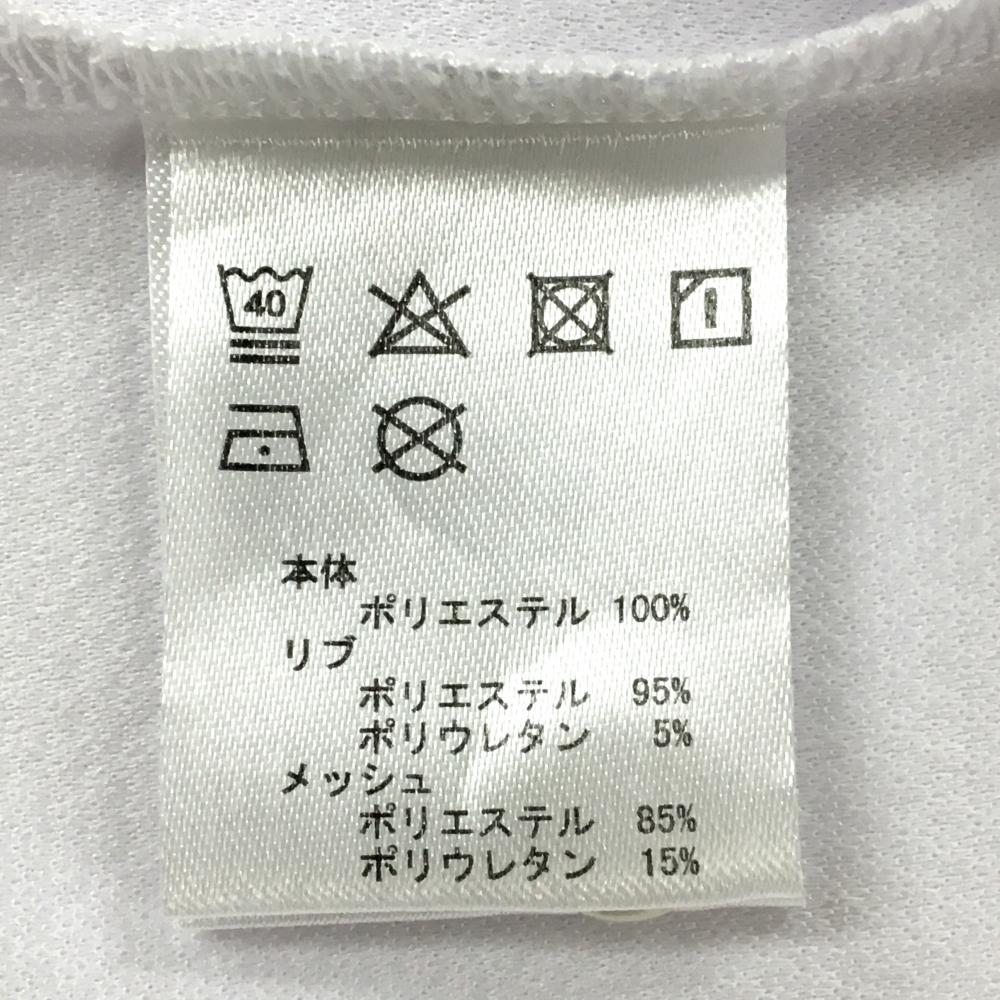 40
本体
ポリエステル 100%
リブ
ポリエステル 95%
ポリウレタン 5%
メッシュ
ポリエステル 85%
ポリウレタン 15%